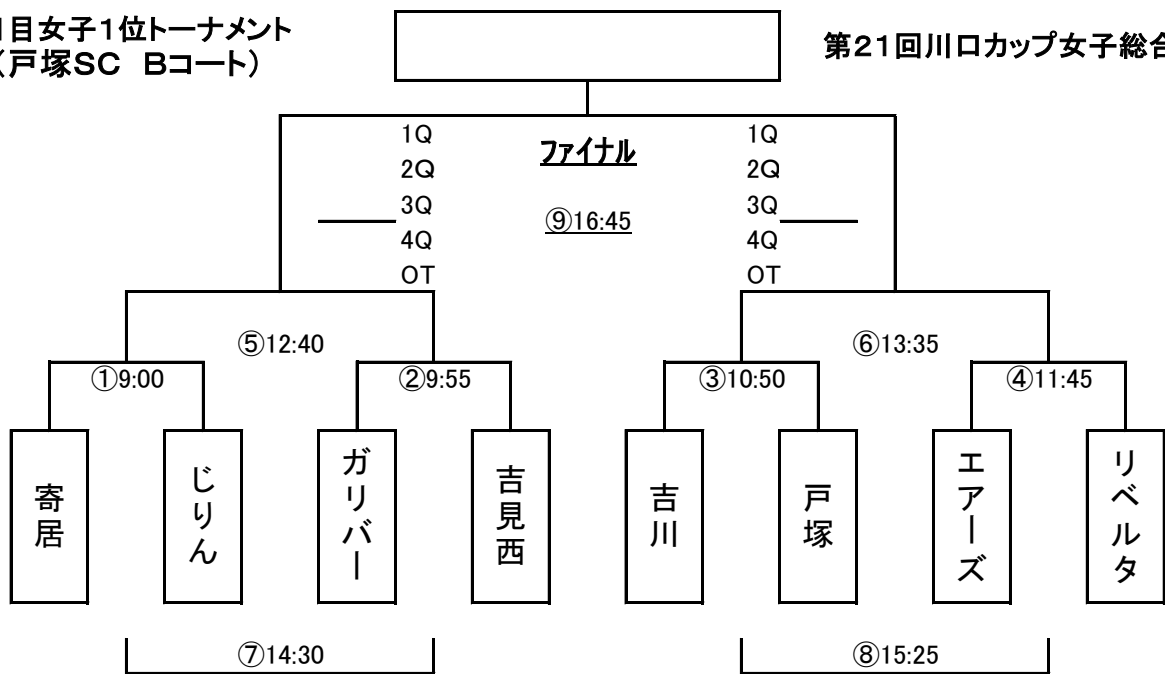 目女子１位トーナメント
（戸塚SC　Bコート）
第２１回川口カップ女子総合
1Q
2Q
3Q
4Q
OT
ファイナル
⑨16:45
1Q
2Q
3Q
4Q
OT
⑤12:40
⑥13:35
①9:00
②9:55
③10:50
④11:45
寄居
じりん
ガリバー
吉見西
吉川
戸塚
エアーズ
リベルタ
⑦14:30
⑧15:25